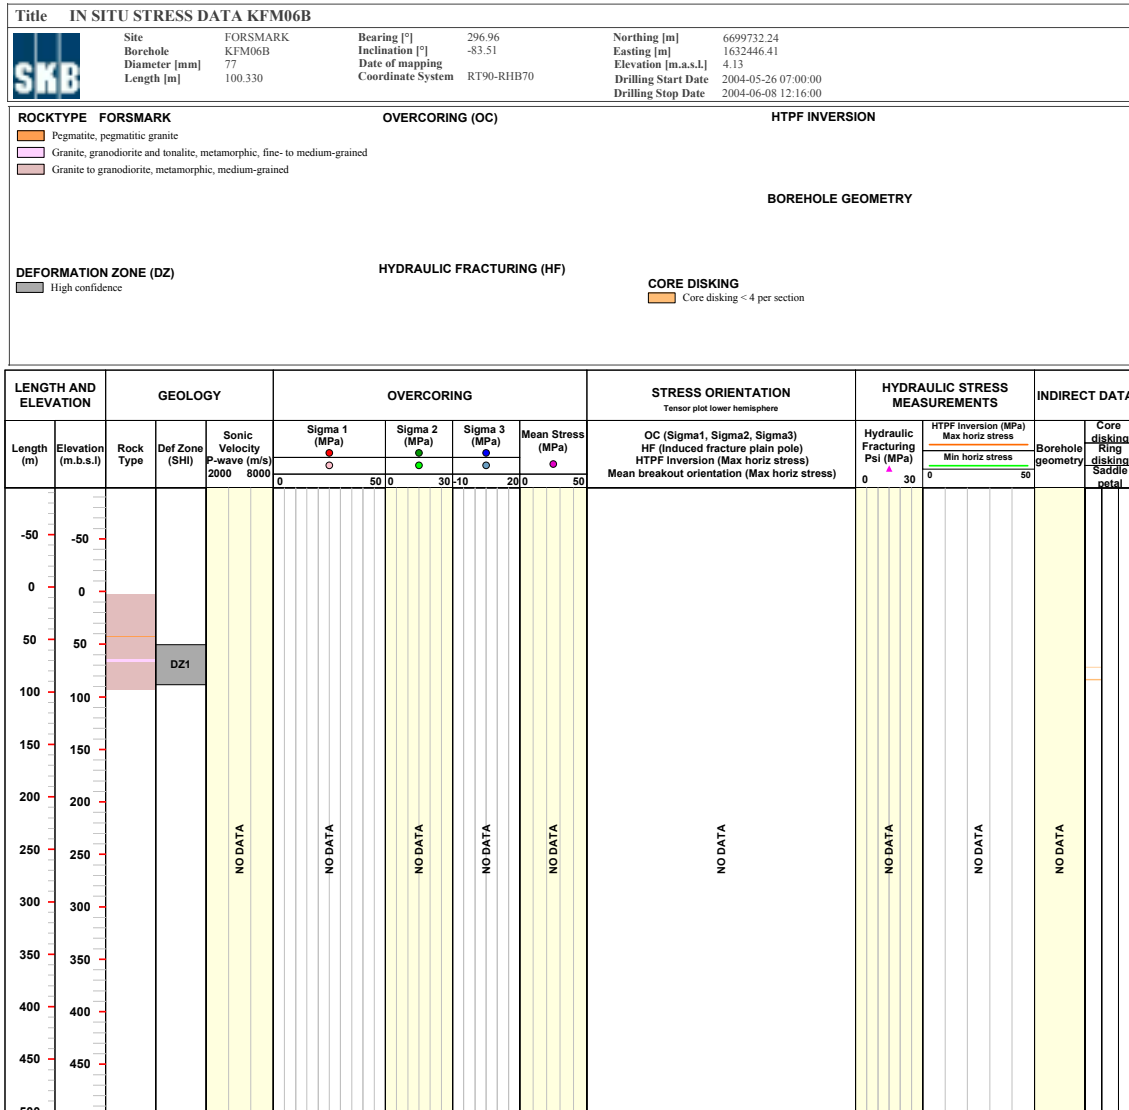 Title IN SITU STRESS DATA KFM06B
SKB
Site FORSMARK
Borehole KFM06B
Diameter [mm] 77
Length [m] 100.330
Bearing [°] 296.96
Inclination [°] -83.51
Date of mapping
Coordinate System RT90-RHB70
Northing [m] 6699732.24
Easting [m] 1632446.41
Elevation [m.a.s.l.] 4.13
Drilling Start Date 2004-05-26 07:00:00
Drilling Stop Date 2004-06-08 12:16:00
ROCKTYPE FORSMARK
Pegmatite, pegmatitic granite
Granite, granodiorite and tonalite, metamorphic, fine- to medium-grained
Granite to granodiorite, metamorphic, medium-grained
OVERCORING (OC)
HTPF INVERSION
BOREHOLE GEOMETRY
DEFORMATION ZONE (DZ)
High confidence
HYDRAULIC FRACTURING (HF)
CORE DISKING
Core disking < 4 per section
LENGTH AND
ELEVATION
GEOLOGY
OVERCORING
STRESS ORIENTATION
Tensor plot lower hemisphere
HYDRAULIC STRESS
MEASUREMENTS
INDIRECT DATA
Length
(m)
Elevation
(m.b.s.l)
Rock
Type
Def Zone
(SHI)
Sonic
Velocity
P-wave (m/s)
2000 8000
Sigma 1
(MPa)
0 50
Sigma 2
(MPa)
0 30
Sigma 3
(MPa)
-10 20
Mean Stress
(MPa)
0 50
OC (Sigma1, Sigma2, Sigma3)
HF (Induced fracture plain pole)
HTPF Inversion (Max horiz stress)
Mean breakout orientation (Max horiz stress)
Hydraulic
Fracturing
Psi (MPa)
0 30
HTPF Inversion (MPa)
Max horiz stress
Min horiz stress
0 50
Borehole
geometry
Core
disking
Ring
disking
Saddle
petal
-50 -50
0 0
50 50
DZ1
100 100
150 150
200 200
250 250
NO DATA NO DATA NO DATA NO DATA NO DATA NO DATA NO DATA NO DATA NO DATA
300 300
350 350
400 400
450 450
500